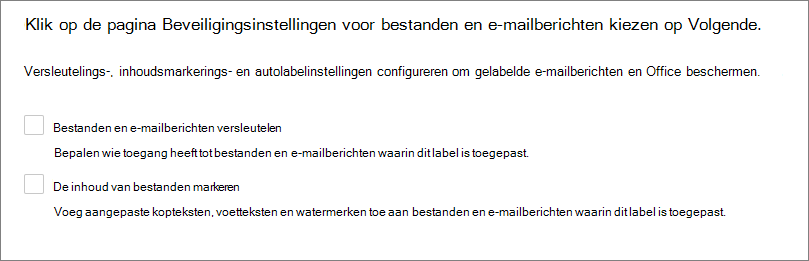 Klik op de pagina Beveiligingsinstellingen voor bestanden en e-mailberichten kiezen op Volgende.
Versleutelings-, inhoudsmarkerings- en autolabelinstellingen configureren om gelabelde e-mailberichten en Office beschermen.
Bestanden en e-mailberichten versleutelen
Bepalen wie toegang heeft tot bestanden en e-mailberichten waarin dit label is toegepast.
De inhoud van bestanden markeren
Voeg aangepaste kopteksten, voetteksten en watermerken toe aan bestanden en e-mailberichten waarin dit label is toegepast.